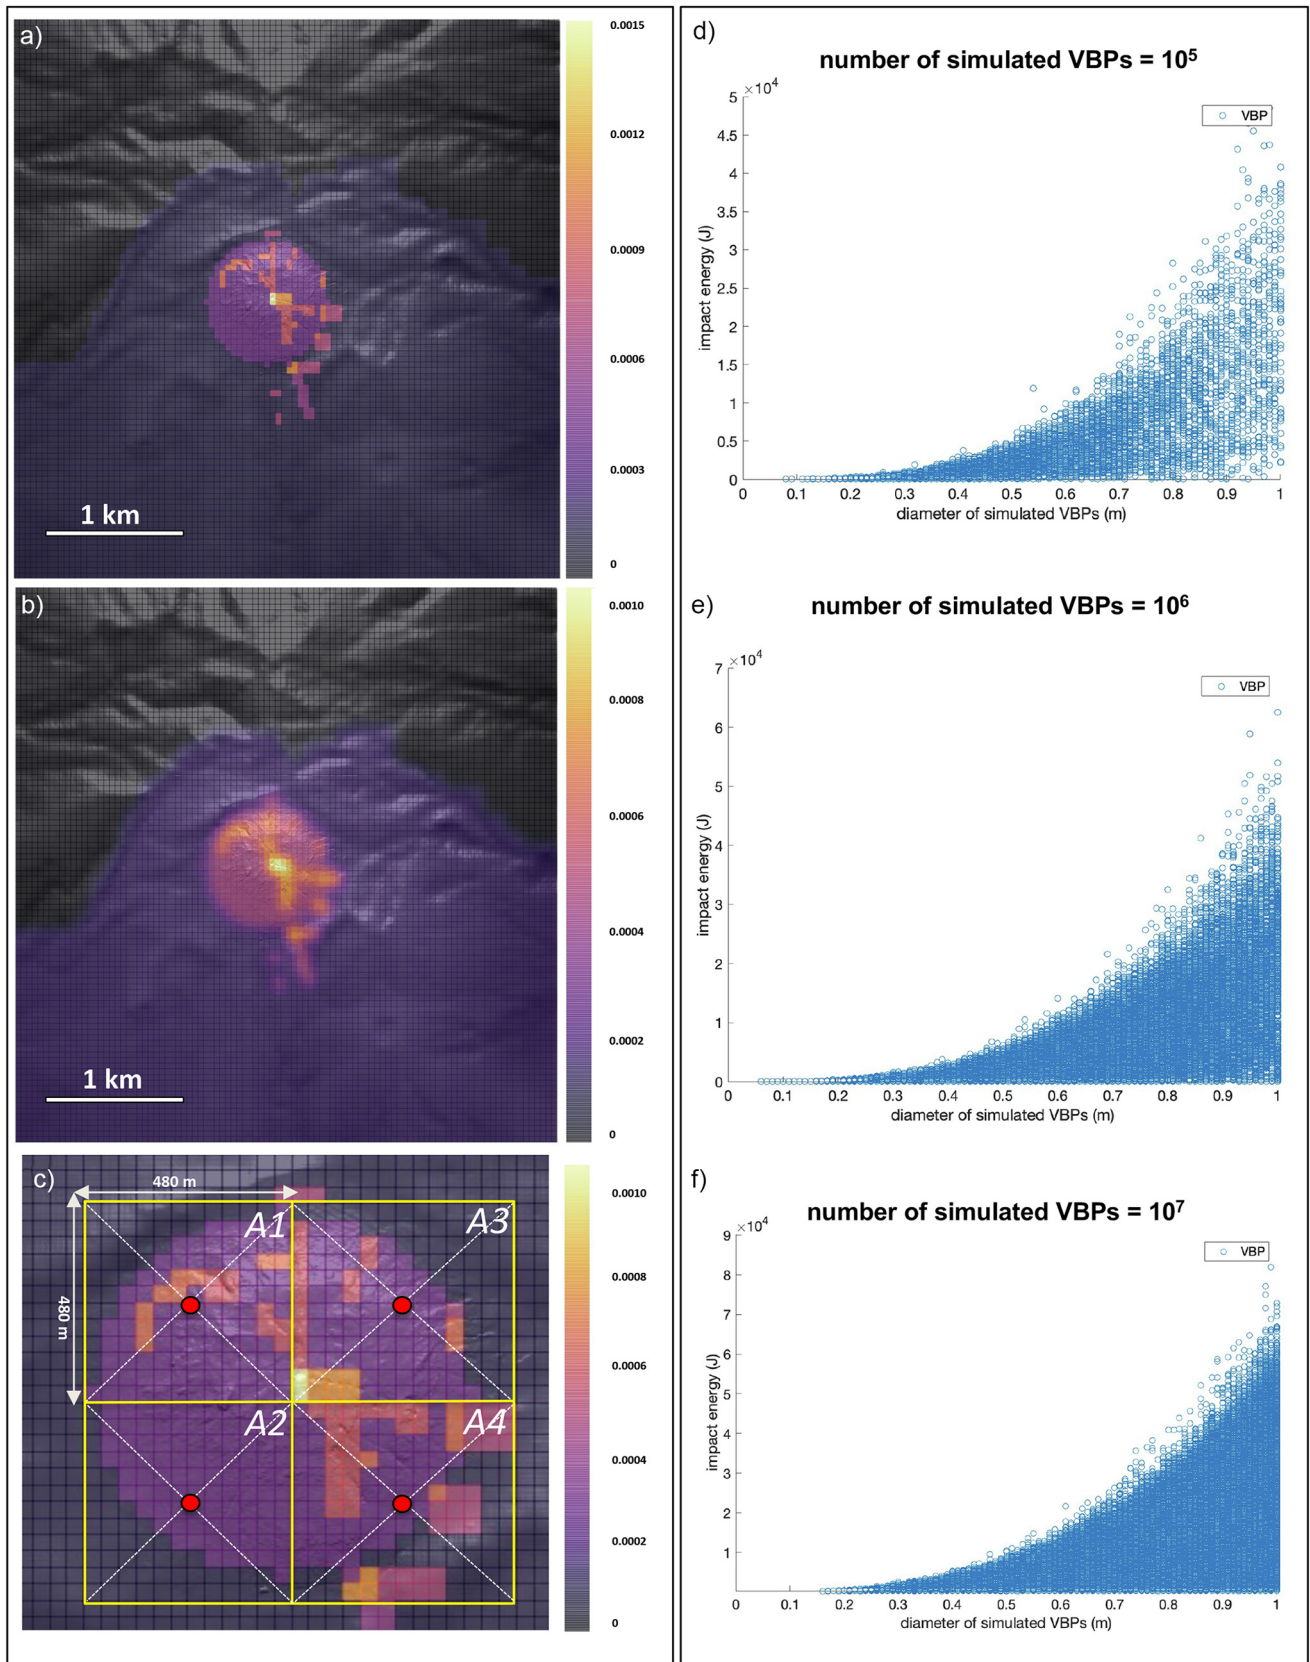 a)
0.0015
0.0012
0.0009
0.0006
0.0003
0
1 km
b)
0.0010
0.0008
0.0006
0.0004
0.0002
0
1 km
c)
480 m
480 m
A1
A3
A2
A4
0.0010
0.0008
0.0006
0.0004
0.0002
0
d)
number of simulated VBPs = 10⁵
×10⁴
VBP
5
4.5
4
3.5
3
2.5
2
1.5
1
0.5
0
impact energy (J)
0 0.1 0.2 0.3 0.4 0.5 0.6 0.7 0.8 0.9 1
diameter of simulated VBPs (m)
e)
number of simulated VBPs = 10⁶
×10⁴
VBP
7
6
5
4
3
2
1
0
impact energy (J)
0 0.1 0.2 0.3 0.4 0.5 0.6 0.7 0.8 0.9 1
diameter of simulated VBPs (m)
f)
number of simulated VBPs = 10⁷
×10⁴
VBP
9
8
7
6
5
4
3
2
1
impact energy (J)
0 0.1 0.2 0.3 0.4 0.5 0.6 0.7 0.8 0.9 1
diameter of simulated VBPs (m)